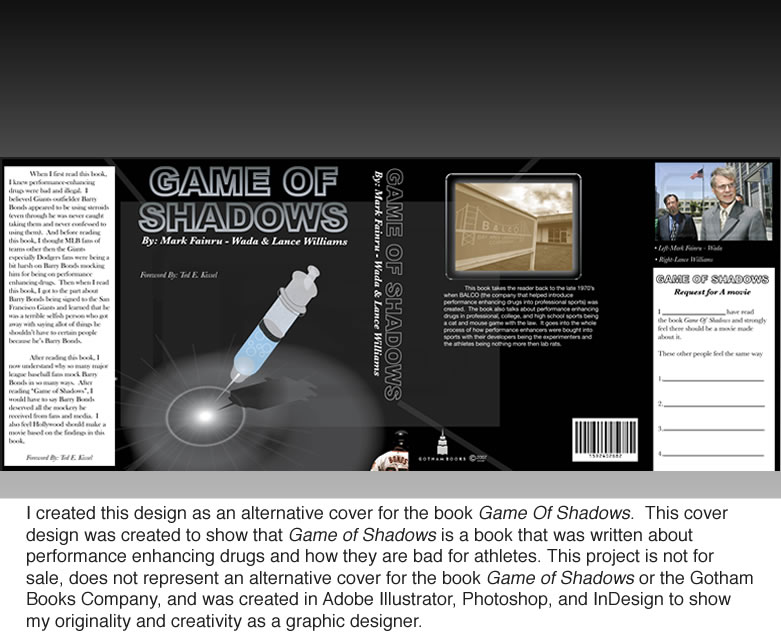 When I first read this book,
I knew performance-enhancing
drugs were bad and illegal. I
believed Giants outfielder Barry
Bonds appeared to be using steroids
(even through he was never caught
taking them and never confessed to
using them). And before reading
this book, I thought MLB fans of
teams other then the Giants
especially Dodgers fans were being a
bit harsh on Barry Bonds mocking
him for being on performance
enhancing drugs. Then when I read
this book, I got to the part about
Barry Bonds being signed to the San
Francisco Giants and learned that he
was a terrible selfish person who got
away with saying allot of things he
shouldn't have to certain people
because he's Barry Bonds.
After reading this book, I
now understand why so many major
league baseball fans mock Barry
Bonds in so many ways. After
reading "Game of Shadows", I
would have to say Barry Bonds
deserved all the mockery he
received from fans and media. I
also feel Hollywood should make a
movie based on the findings in this
book.
Forword By: Ted E. Kissel
GAME OF
SHADOWS
By: Mark Fainru - Wada & Lance Williams
Forword By: Ted E. Kissel
GAME OF SHADOWS
By: Mark Fainru - Wada & Lance Williams
BONDS
GOTHAM BOOKS ©2007
BALCO
This book takes the reader back to the late 1970's
when BALCO (the company that helped introduce
performance enhancing drugs into professional sports) was
created. The book also talks about performance enhancing
drugs in professional, college, and high school sports being
a cat and mouse game with the law. It goes into the whole
process of how performance enhancers were bought into
sports with their developers being the experimenters and
the athletes being nothing more then lab rats.
• Left-Mark Fainru - Wada
• Right-Lance Williams
GAME OF SHADOWS
Request for A movie
I ____________ have read
the book Game Of Shadows and strongly
feel there should be a movie made
about it.
These other people feel the same way
1.
2.
3.
4.
I created this design as an alternative cover for the book Game Of Shadows. This cover
design was created to show that Game of Shadows is a book that was written about
performance enhancing drugs and how they are bad for athletes. This project is not for
sale, does not represent an alternative cover for the book Game of Shadows or the Gotham
Books Company, and was created in Adobe Illustrator, Photoshop, and InDesign to show
my originality and creativity as a graphic designer.